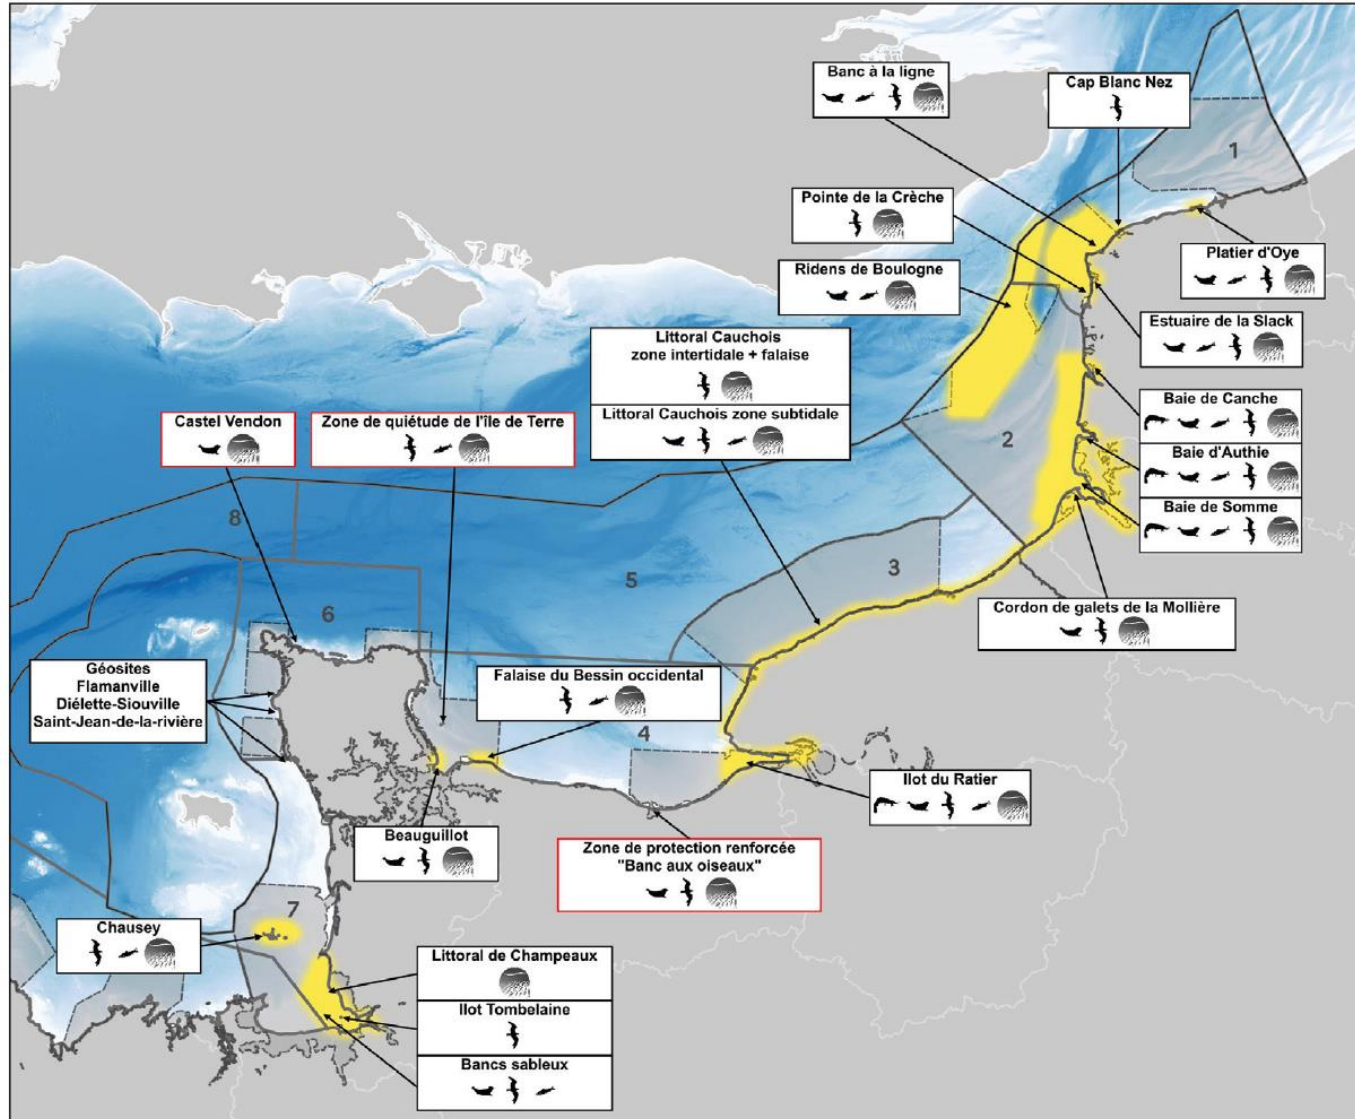 Banc à la ligne
Cap Blanc Nez
1
Pointe de la Crèche
Platier d'Oye
Ridens de Boulogne
Estuaire de la Slack
Littoral Cauchois
zone intertidale + falaise
Littoral Cauchois zone subtidale
Baie de Canche
Baie d'Authie
Baie de Somme
Castel Vendon
Zone de quiétude de l'île de Terre
2
8
5
3
6
Cordon de galets de la Mollière
Géosites
Flamanville
Diélette-Siouville
Saint-Jean-de-la-rivière
Falaise du Bessin occidental
4
Ilot du Ratier
Beauguillot
Zone de protection renforcée
"Banc aux oiseaux"
7
Chausey
Littoral de Champeaux
Ilot Tombelaine
Bancs sableux